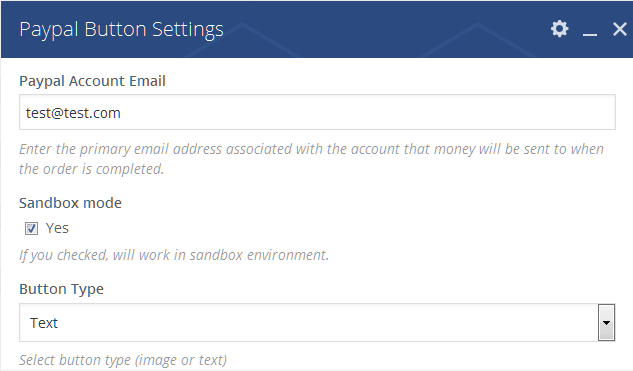 Paypal Button Settings
Paypal Account Email
test@test.com
Enter the primary email address associated with the account that money will be sent to when
the order is completed.
Sandbox mode
Yes
If you checked, will work in sandbox environment.
Button Type
Text
Select button type (image or text)